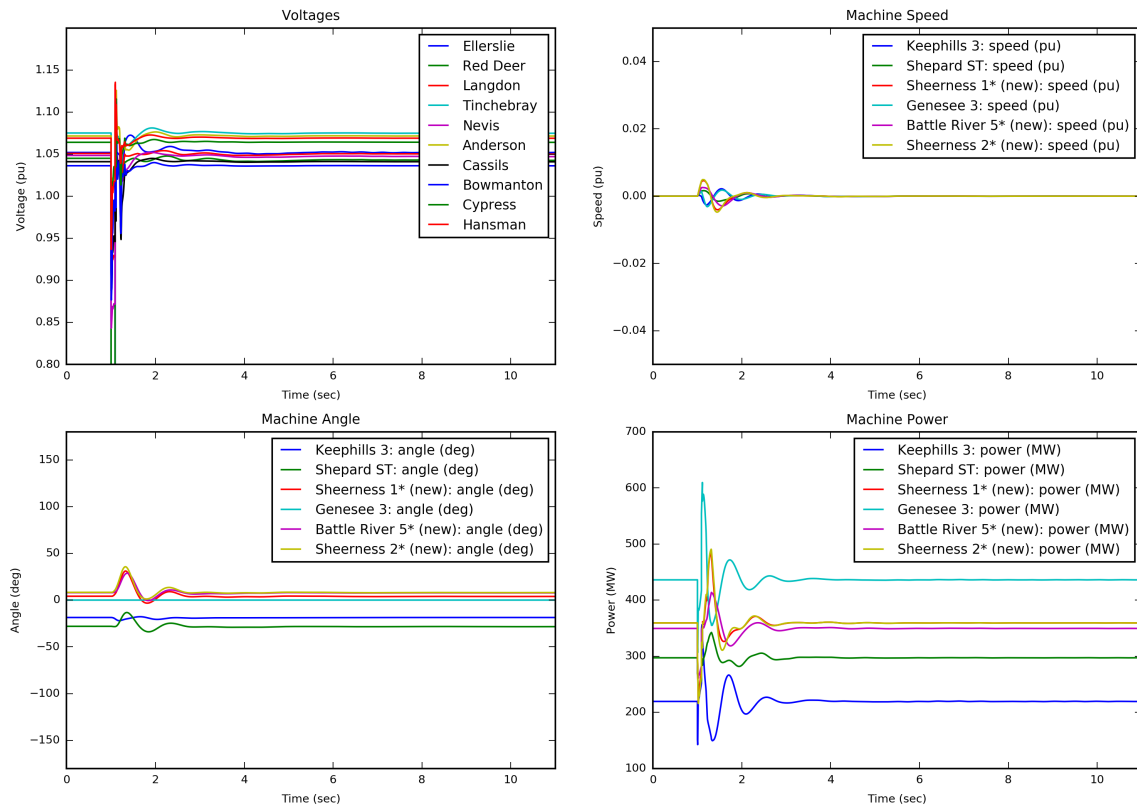 Voltages
1.15
1.10
1.05
1.00
0.95
0.90
0.85
0.80
Voltage (pu)
Ellerslie
Red Deer
Langdon
Tinchebray
Nevis
Anderson
Cassils
Bowmanton
Cypress
Hansman
0 2 4 6 8 10
Time (sec)
Machine Speed
0.04
0.02
0.00
−0.02
−0.04
Speed (pu)
Keephills 3: speed (pu)
Shepard ST: speed (pu)
Sheerness 1* (new): speed (pu)
Genesee 3: speed (pu)
Battle River 5* (new): speed (pu)
Sheerness 2* (new): speed (pu)
0 2 4 6 8 10
Time (sec)
Machine Angle
150
100
50
0
−50
−100
−150
Angle (deg)
Keephills 3: angle (deg)
Shepard ST: angle (deg)
Sheerness 1* (new): angle (deg)
Genesee 3: angle (deg)
Battle River 5* (new): angle (deg)
Sheerness 2* (new): angle (deg)
0 2 4 6 8 10
Time (sec)
Machine Power
700
600
500
400
300
200
100
Power (MW)
Keephills 3: power (MW)
Shepard ST: power (MW)
Sheerness 1* (new): power (MW)
Genesee 3: power (MW)
Battle River 5* (new): power (MW)
Sheerness 2* (new): power (MW)
0 2 4 6 8 10
Time (sec)